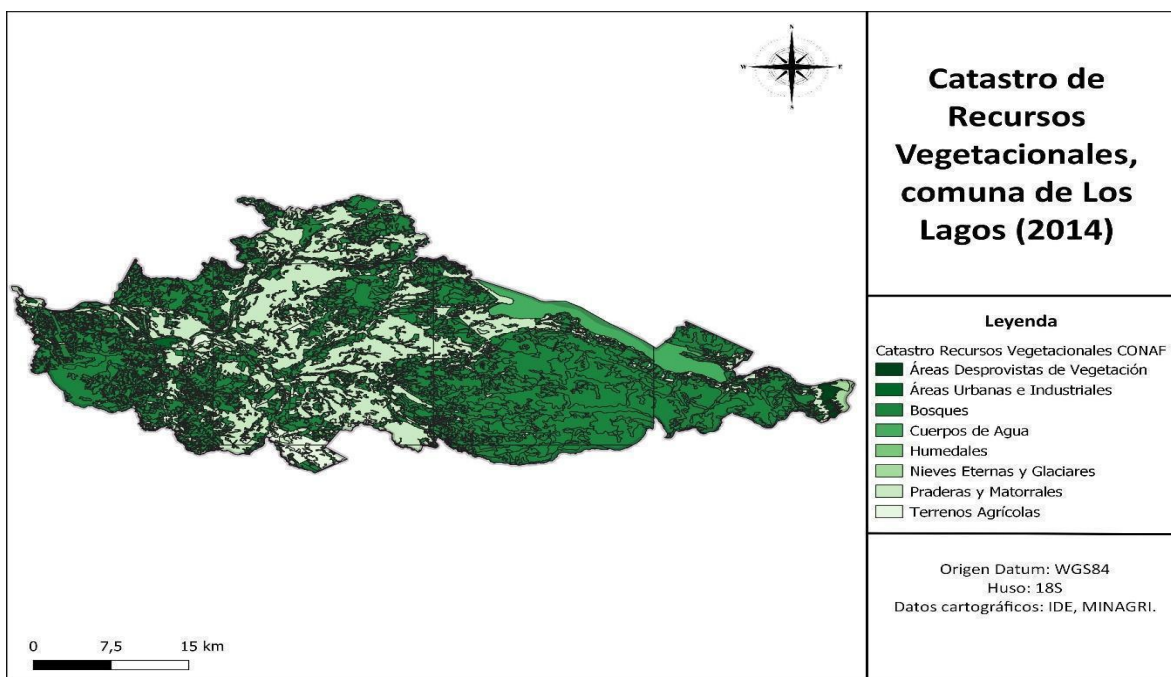 N
W
E
S
Catastro de
Recursos
Vegetacionales,
comuna de Los
Lagos (2014)
Leyenda
Catastro Recursos Vegetacionales CONAF
Áreas Desprovistas de Vegetación
Áreas Urbanas e Industriales
Bosques
Cuerpos de Agua
Humedales
Nieves Eternas y Glaciares
Praderas y Matorrales
Terrenos Agrícolas
Origen Datum: WGS84
Huso: 18S
Datos cartográficos: IDE, MINAGRI.
0 7,5 15 km